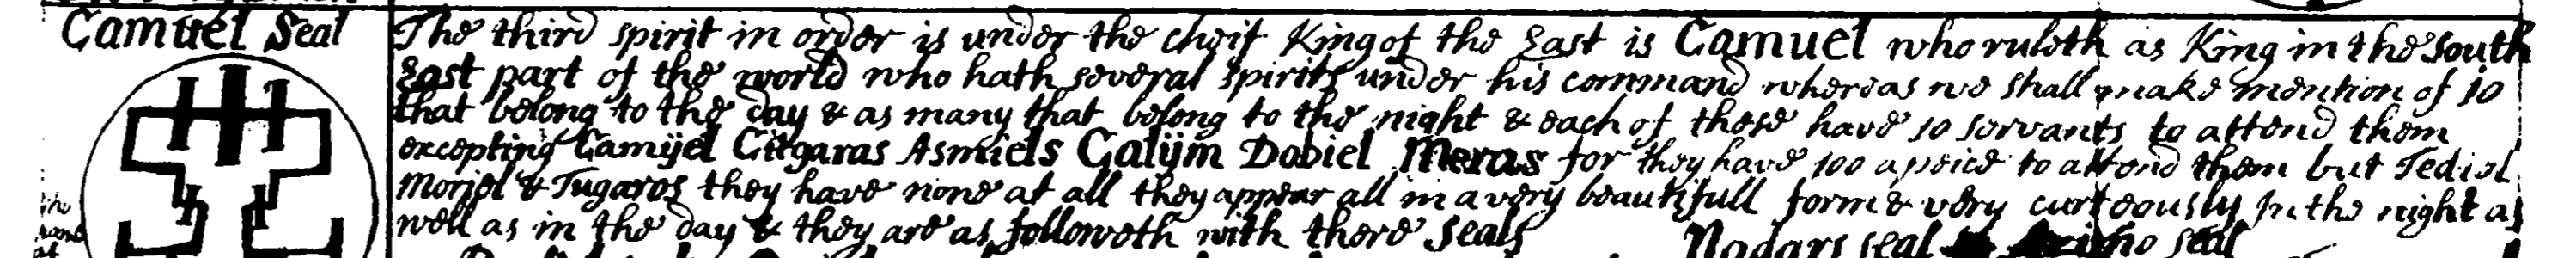 Camuel Seal
The third spirit in order is under the cheif King of the East is Camuel who ruleth as King in the South
East part of the world who hath several spirits under his command whereas we shall make mention of 10
that belong to the day & as many that belong to the night & each of these have 10 servants to attend them
excepting Camyel Citgaras Asmiels Calym Dobiel Meras for they have 100 apeice to attend them but Tediel
Moriel & Tugaros they have none at all they appear all in a very beautifull form & very curteously In the night as
well as in the day & they are as followeth with there Seals
Nodars seal
seal